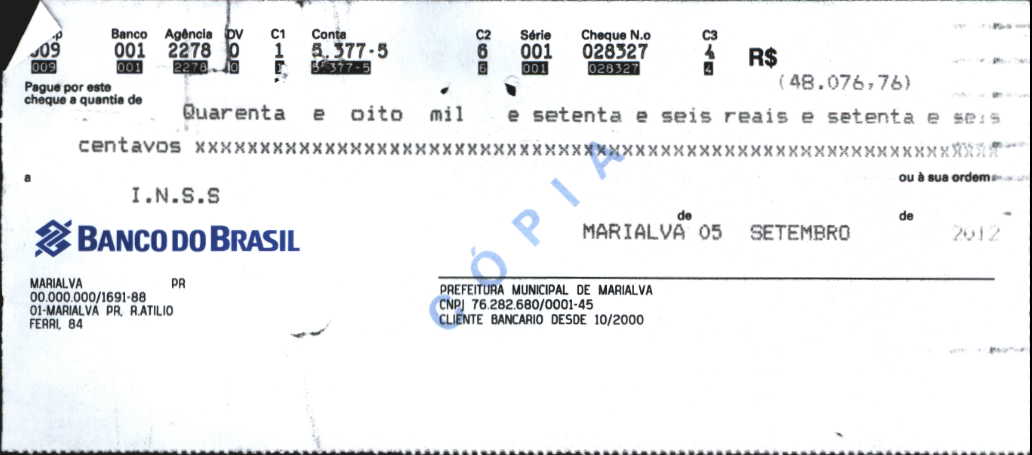 Banco Agência DV C1 Conta C2 Série Cheque N.o C3
009 001 2278 0 1 5.377-5 6 001 028327 4 R$
009 001 2278 0 1 5.377-5 6 001 028327 4
(48.076,76)
Pague por este
cheque a quantia de
Quarenta e oito mil e setenta e seis reais e setenta e seis
centavos XXXXXXXXXXXXXXXXXXXXXXXXXXXXXXXXXXXXXXXXXXXXXXXXXXXXXXXXXXXXX
a
ou à sua ordem
I.N.S.S
de de
MARIALVA 05 SETEMBRO 2012
BANCO DO BRASIL
CÓPIA
MARIALVA PR
00.000.000/1691-88
01-MARIALVA PR, R.ATILIO
FERRI, 84
PREFEITURA MUNICIPAL DE MARIALVA
CNPJ 76.282.680/0001-45
CLIENTE BANCARIO DESDE 10/2000